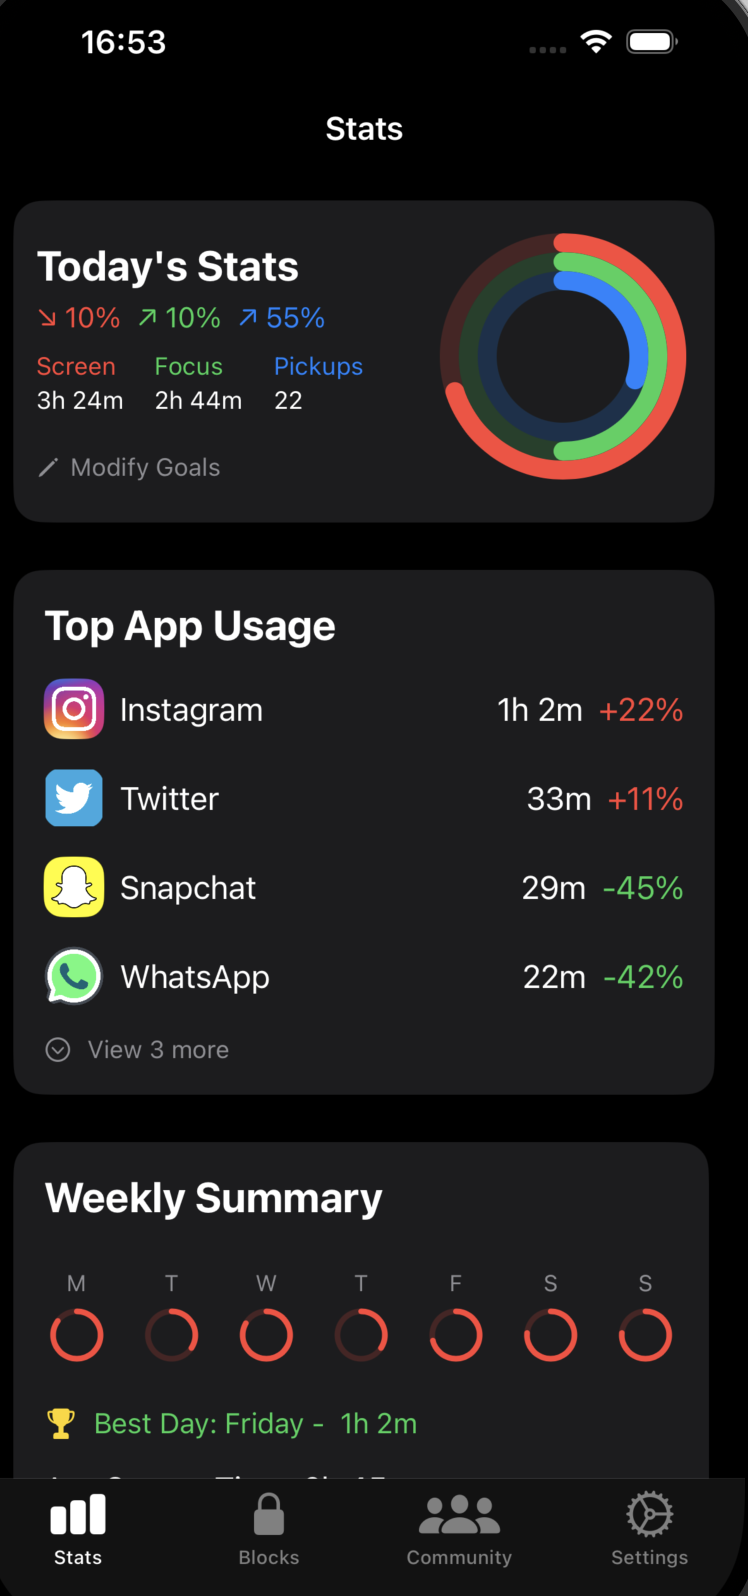 16:53
Stats
Today's Stats
10% 10% 55%
Screen Focus Pickups
3h 24m 2h 44m 22
Modify Goals
Top App Usage
Instagram 1h 2m +22%
Twitter 33m +11%
Snapchat 29m -45%
WhatsApp 22m -42%
View 3 more
Weekly Summary
M T W T F S S
Best Day: Friday - 1h 2m
Stats Blocks Community Settings